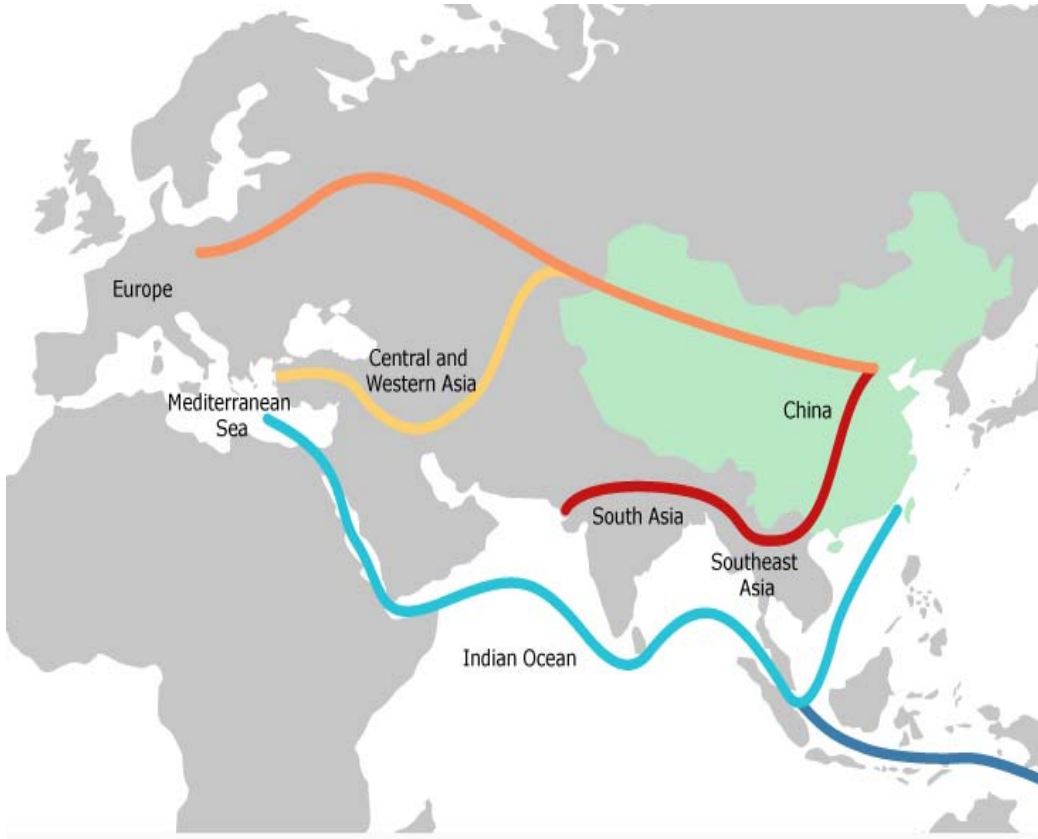 Europe
Central and
Western Asia
Mediterranean
Sea
China
South Asia
Southeast
Asia
Indian Ocean